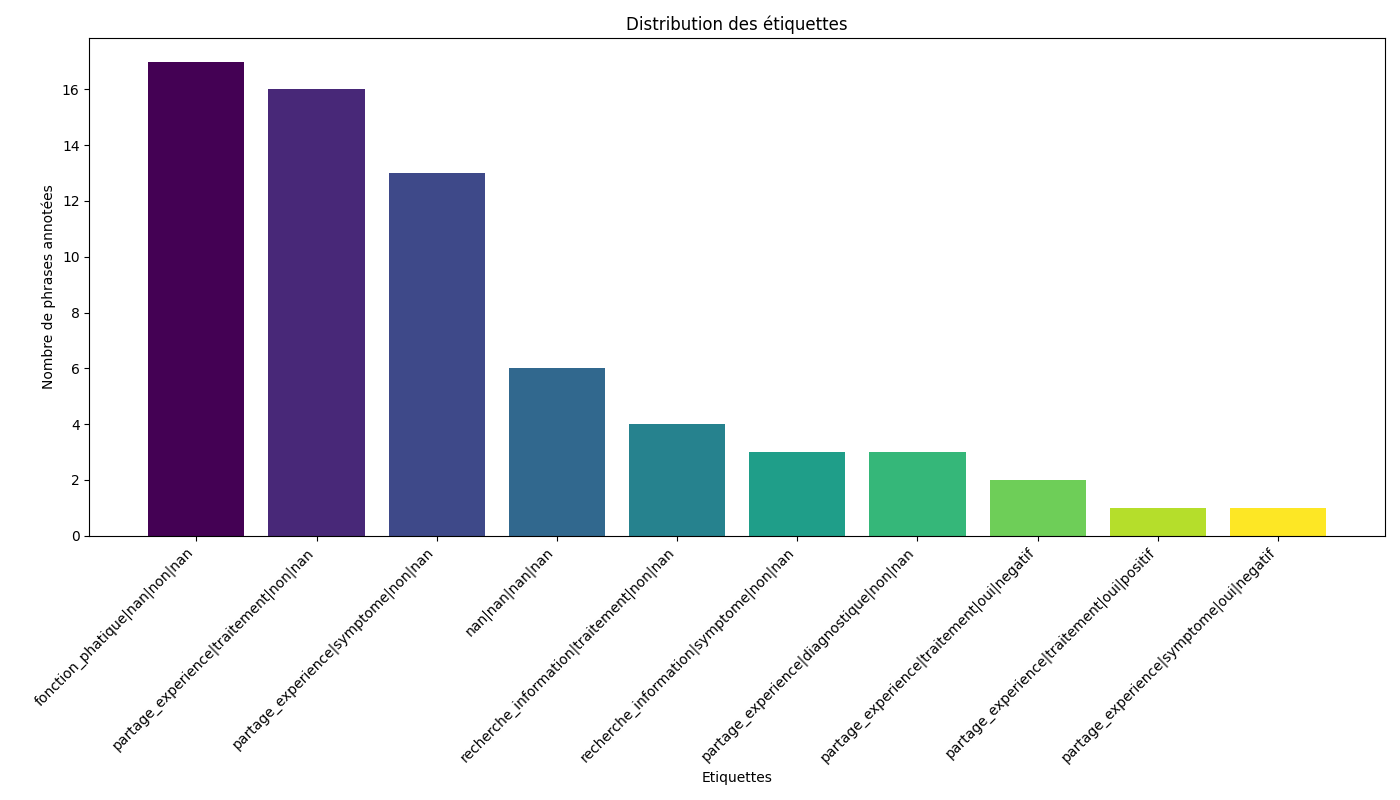 Distribution des étiquettes
Nombre de phrases annotées
16
14
12
10
8
6
4
2
0
fonction_phatique|nan|non|nan
partage_experience|traitement|non|nan
partage_experience|symptome|non|nan
nan|nan|nan|nan
recherche_information|traitement|non|nan
recherche_information|symptome|non|nan
partage_experience|diagnostique|non|nan
partage_experience|traitement|oui|negatif
partage_experience|traitement|oui|positif
partage_experience|symptome|oui|negatif
Etiquettes